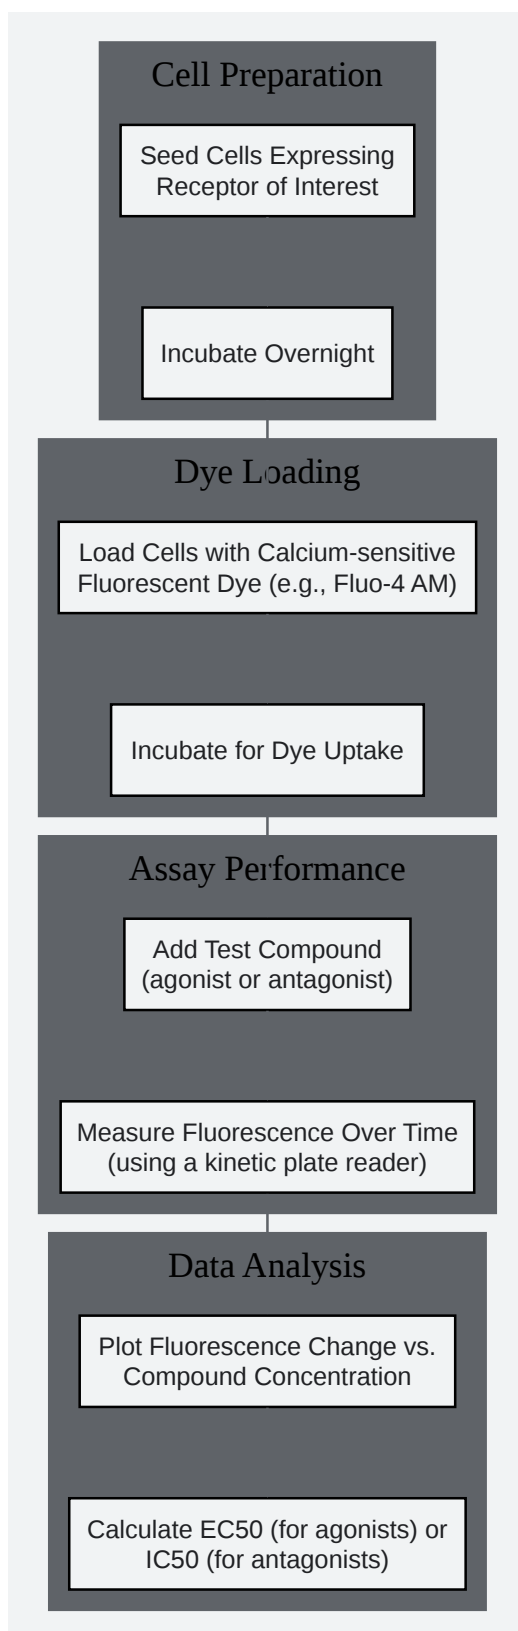 Cell Preparation
Seed Cells Expressing
Receptor of Interest
Incubate Overnight
Dye Loading
Load Cells with Calcium-sensitive
Fluorescent Dye (e.g., Fluo-4 AM)
Incubate for Dye Uptake
Assay Performance
Add Test Compound
(agonist or antagonist)
Measure Fluorescence Over Time
(using a kinetic plate reader)
Data Analysis
Plot Fluorescence Change vs.
Compound Concentration
Calculate EC50 (for agonists) or
IC50 (for antagonists)